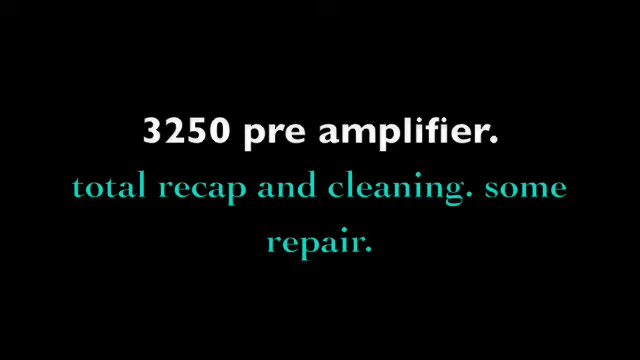 3250 pre amplifier.
total recap and cleaning. some
repair.